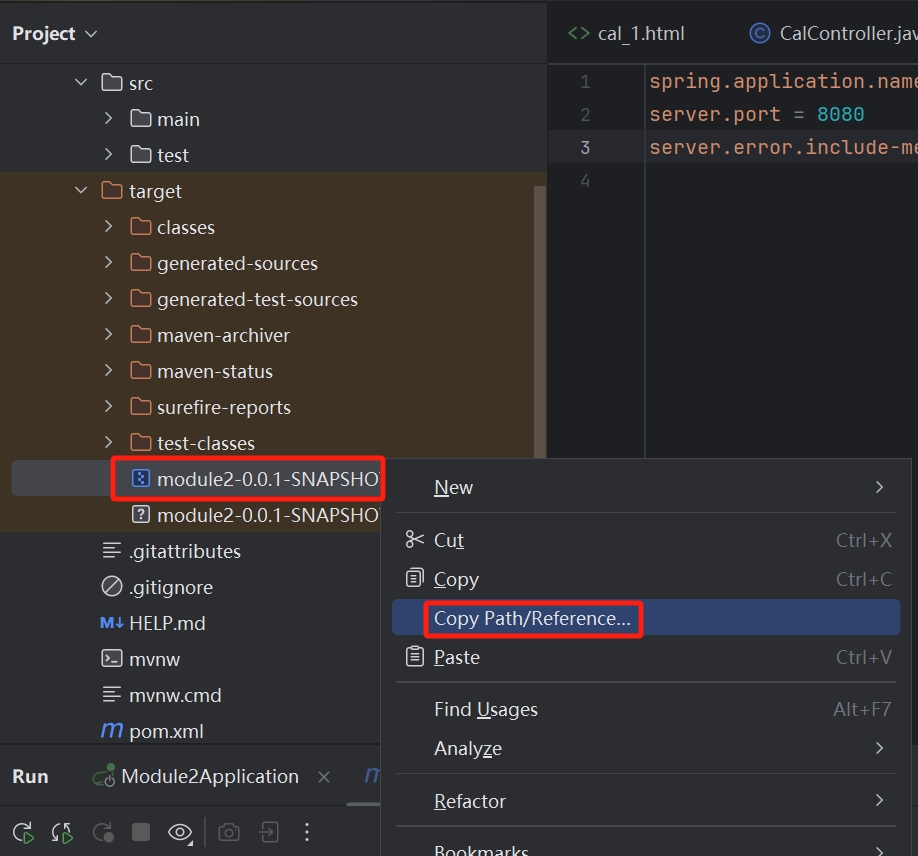 Project
cal_1.html
CalController.jav
src
main
test
target
classes
generated-sources
generated-test-sources
maven-archiver
maven-status
surefire-reports
test-classes
module2-0.0.1-SNAPSHOT
module2-0.0.1-SNAPSHOT
.gitattributes
.gitignore
M↓ HELP.md
mvnw
mvnw.cmd
m pom.xml
1 spring.application.name
2 server.port = 8080
3 server.error.include-me
4
New
Cut Ctrl+X
Copy Ctrl+C
Copy Path/Reference...
Paste Ctrl+V
Find Usages Alt+F7
Analyze
Refactor
Bookmarks
Run
Module2Application
m